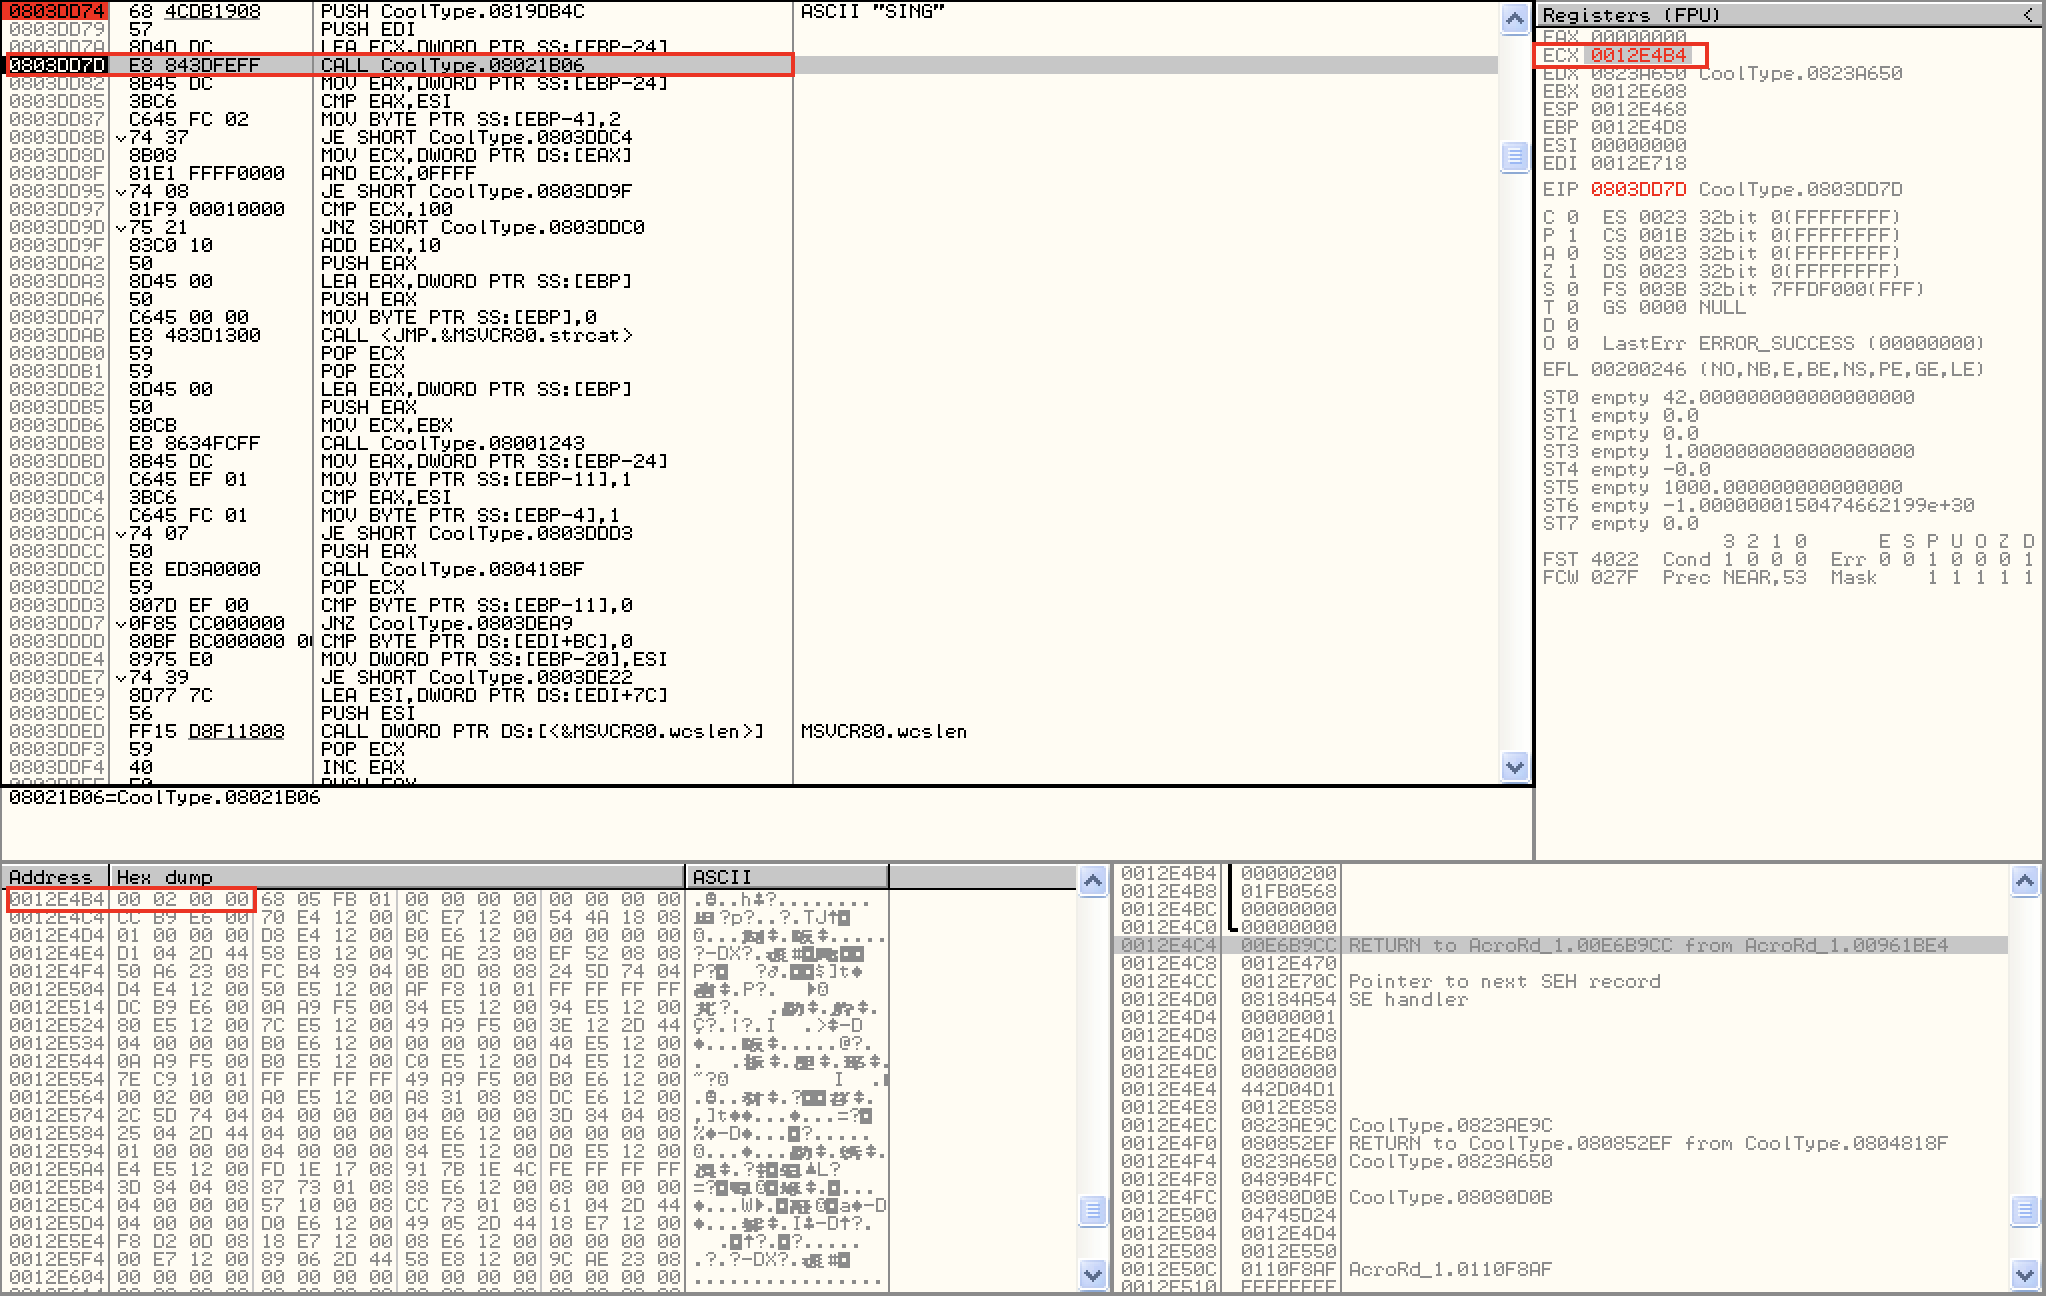 0803DD74 68 4CDB1908 PUSH CoolType.0819DB4C ASCII "SING"
0803DD79 57 PUSH EDI
0803DD7A 8D4D DC LEA ECX,DWORD PTR SS:[EBP-24]
0803DD7D E8 843DFEFF CALL CoolType.08021B06
0803DD82 8B45 DC MOV EAX,DWORD PTR SS:[EBP-24]
0803DD85 3BC6 CMP EAX,ESI
0803DD87 C645 FC 02 MOV BYTE PTR SS:[EBP-4],2
0803DD8B 74 37 JE SHORT CoolType.0803DDC4
0803DD8D 8B08 MOV ECX,DWORD PTR DS:[EAX]
0803DD8F 81E1 FFFF0000 AND ECX,0FFFF
0803DD95 74 08 JE SHORT CoolType.0803DD9F
0803DD97 81F9 00010000 CMP ECX,100
0803DD9D 75 21 JNZ SHORT CoolType.0803DDC0
0803DD9F 83C0 10 ADD EAX,10
0803DDA2 50 PUSH EAX
0803DDA3 8D45 00 LEA EAX,DWORD PTR SS:[EBP]
0803DDA6 50 PUSH EAX
0803DDA7 C645 00 00 MOV BYTE PTR SS:[EBP],0
0803DDAB E8 483D1300 CALL <JMP.&MSVCR80.strcat>
0803DDB0 59 POP ECX
0803DDB1 59 POP ECX
0803DDB2 8D45 00 LEA EAX,DWORD PTR SS:[EBP]
0803DDB5 50 PUSH EAX
0803DDB6 8BCB MOV ECX,EBX
0803DDB8 E8 8634FCFF CALL CoolType.08001243
0803DDBD 8B45 DC MOV EAX,DWORD PTR SS:[EBP-24]
0803DDC0 C645 EF 01 MOV BYTE PTR SS:[EBP-11],1
0803DDC4 3BC6 CMP EAX,ESI
0803DDC6 C645 FC 01 MOV BYTE PTR SS:[EBP-4],1
0803DDCA 74 07 JE SHORT CoolType.0803DDD3
0803DDCC 50 PUSH EAX
0803DDCD E8 ED3A0000 CALL CoolType.080418BF
0803DDD2 59 POP ECX
0803DDD3 807D EF 00 CMP BYTE PTR SS:[EBP-11],0
0803DDD7 0F85 CC000000 JNZ CoolType.0803DEA9
0803DDDD 80BF BC000000 CMP BYTE PTR DS:[EDI+BC],0
0803DDE4 8975 E0 MOV DWORD PTR SS:[EBP-20],ESI
0803DDE7 74 39 JE SHORT CoolType.0803DE22
0803DDE9 8D77 7C LEA ESI,DWORD PTR DS:[EDI+7C]
0803DDEC 56 PUSH ESI
0803DDED FF15 D8F11808 CALL DWORD PTR DS:[<&MSVCR80.wcslen>] MSVCR80.wcslen
0803DDF3 59 POP ECX
0803DDF4 40 INC EAX
08021B06=CoolType.08021B06
Registers (FPU) <
EAX 00000000
ECX 0012E4B4
EDX 0823A650 CoolType.0823A650
EBX 0012E608
ESP 0012E468
EBP 0012E4D8
ESI 00000000
EDI 0012E718
EIP 0803DD7D CoolType.0803DD7D
C 0 ES 0023 32bit 0(FFFFFFFF)
P 1 CS 001B 32bit 0(FFFFFFFF)
A 0 SS 0023 32bit 0(FFFFFFFF)
Z 1 DS 0023 32bit 0(FFFFFFFF)
S 0 FS 003B 32bit 7FFDF000(FFF)
T 0 GS 0000 NULL
D 0
O 0 LastErr ERROR_SUCCESS (00000000)
EFL 00200246 (NO,NB,E,BE,NS,PE,GE,LE)
ST0 empty 42.000000000000000000
ST1 empty 0.0
ST2 empty 0.0
ST3 empty 1.0000000000000000000
ST4 empty -0.0
ST5 empty 1000.0000000000000000
ST6 empty -1.0000000150474662199e+30
ST7 empty 0.0
3 2 1 0 E S P U O Z D
FST 4022 Cond 1 0 0 0 Err 0 0 1 0 0 0 1
FCW 027F Prec NEAR,53 Mask 1 1 1 1 1
Address Hex dump ASCII
0012E4B4 00 02 00 00 68 05 FB 01 00 00 00 00 00 00 00 00
0012E4C4 CC B9 E6 00 70 E4 12 00 0C E7 12 00 54 4A 18 08
0012E4D4 01 00 00 00 D8 E4 12 00 B0 E6 12 00 00 00 00 00
0012E4E4 D1 04 2D 44 58 E8 12 00 9C AE 23 08 EF 52 08 08
0012E4F4 50 A6 23 08 FC B4 89 04 0B 0D 08 08 24 5D 74 04
0012E504 D4 E4 12 00 50 E5 12 00 AF F8 10 01 FF FF FF FF
0012E514 DC B9 E6 00 0A A9 F5 00 84 E5 12 00 94 E5 12 00
0012E524 80 E5 12 00 7C E5 12 00 49 A9 F5 00 3E 12 2D 44
0012E534 04 00 00 00 B0 E6 12 00 00 00 00 00 40 E5 12 00
0012E544 0A A9 F5 00 B0 E5 12 00 C0 E5 12 00 D4 E5 12 00
0012E554 7E C9 10 01 FF FF FF FF 49 A9 F5 00 B0 E6 12 00
0012E564 00 02 00 00 A0 E5 12 00 A8 31 08 08 DC E6 12 00
0012E574 2C 5D 74 04 04 00 00 00 04 00 00 00 3D 84 04 08
0012E584 25 04 2D 44 04 00 00 00 08 E6 12 00 00 00 00 00
0012E594 01 00 00 00 04 00 00 00 84 E5 12 00 D0 E5 12 00
0012E5A4 E4 E5 12 00 FD 1E 17 08 91 7B 1E 4C FE FF FF FF
0012E5B4 3D 84 04 08 87 73 01 08 88 E6 12 00 08 00 00 00
0012E5C4 04 00 00 00 57 10 00 08 CC 73 01 08 61 04 2D 44
0012E5D4 04 00 00 00 D0 E6 12 00 49 05 2D 44 18 E7 12 00
0012E5E4 F8 D2 0D 08 18 E7 12 00 08 E6 12 00 00 00 00 00
0012E5F4 00 E7 12 00 89 06 2D 44 58 E8 12 00 9C AE 23 08
0012E604 00 00 00 00 00 00 00 00 00 00 00 00 00 00 00 00
0012E4B4 00000200
0012E4B8 01FB0568
0012E4BC 00000000
0012E4C0 00000000
0012E4C4 00E6B9CC RETURN to AcroRd_1.00E6B9CC from AcroRd_1.00961BE4
0012E4C8 0012E470
0012E4CC 0012E70C Pointer to next SEH record
0012E4D0 08184A54 SE handler
0012E4D4 00000001
0012E4D8 0012E4D8
0012E4DC 0012E6B0
0012E4E0 00000000
0012E4E4 442D04D1
0012E4E8 0012E858
0012E4EC 0823AE9C CoolType.0823AE9C
0012E4F0 080852EF RETURN to CoolType.080852EF from CoolType.0804818F
0012E4F4 0823A650 CoolType.0823A650
0012E4F8 0489B4FC
0012E4FC 08080D0B CoolType.08080D0B
0012E500 04745D24
0012E504 0012E4D4
0012E508 0012E550
0012E50C 0110F8AF AcroRd_1.0110F8AF
0012E510 FFFFFFFF